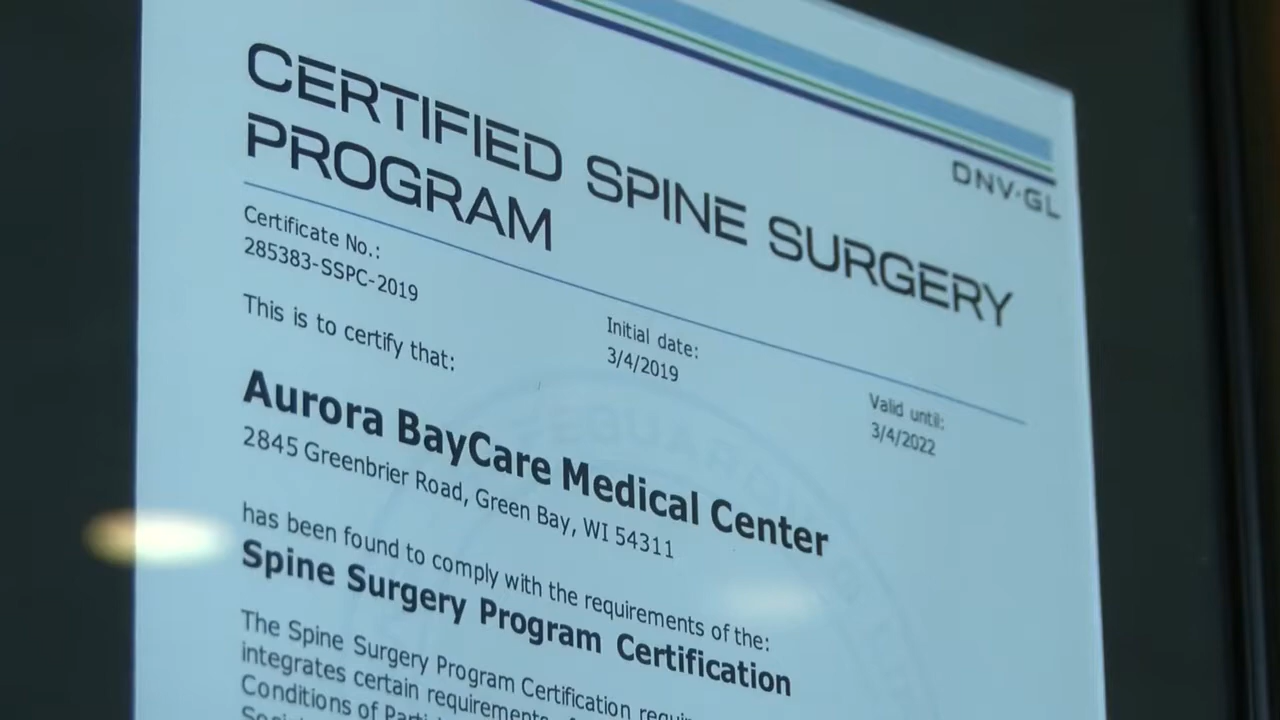 DNV·GL
CERTIFIED SPINE SURGERY
PROGRAM
Certificate No.:
285383-SSPC-2019
Initial date:
3/4/2019
Valid until:
3/4/2022
This is to certify that:
Aurora BayCare Medical Center
2845 Greenbrier Road, Green Bay, WI 54311
has been found to comply with the requirements of the:
Spine Surgery Program Certification
The Spine Surgery Program Certification
integrates certain requirements
Conditions of